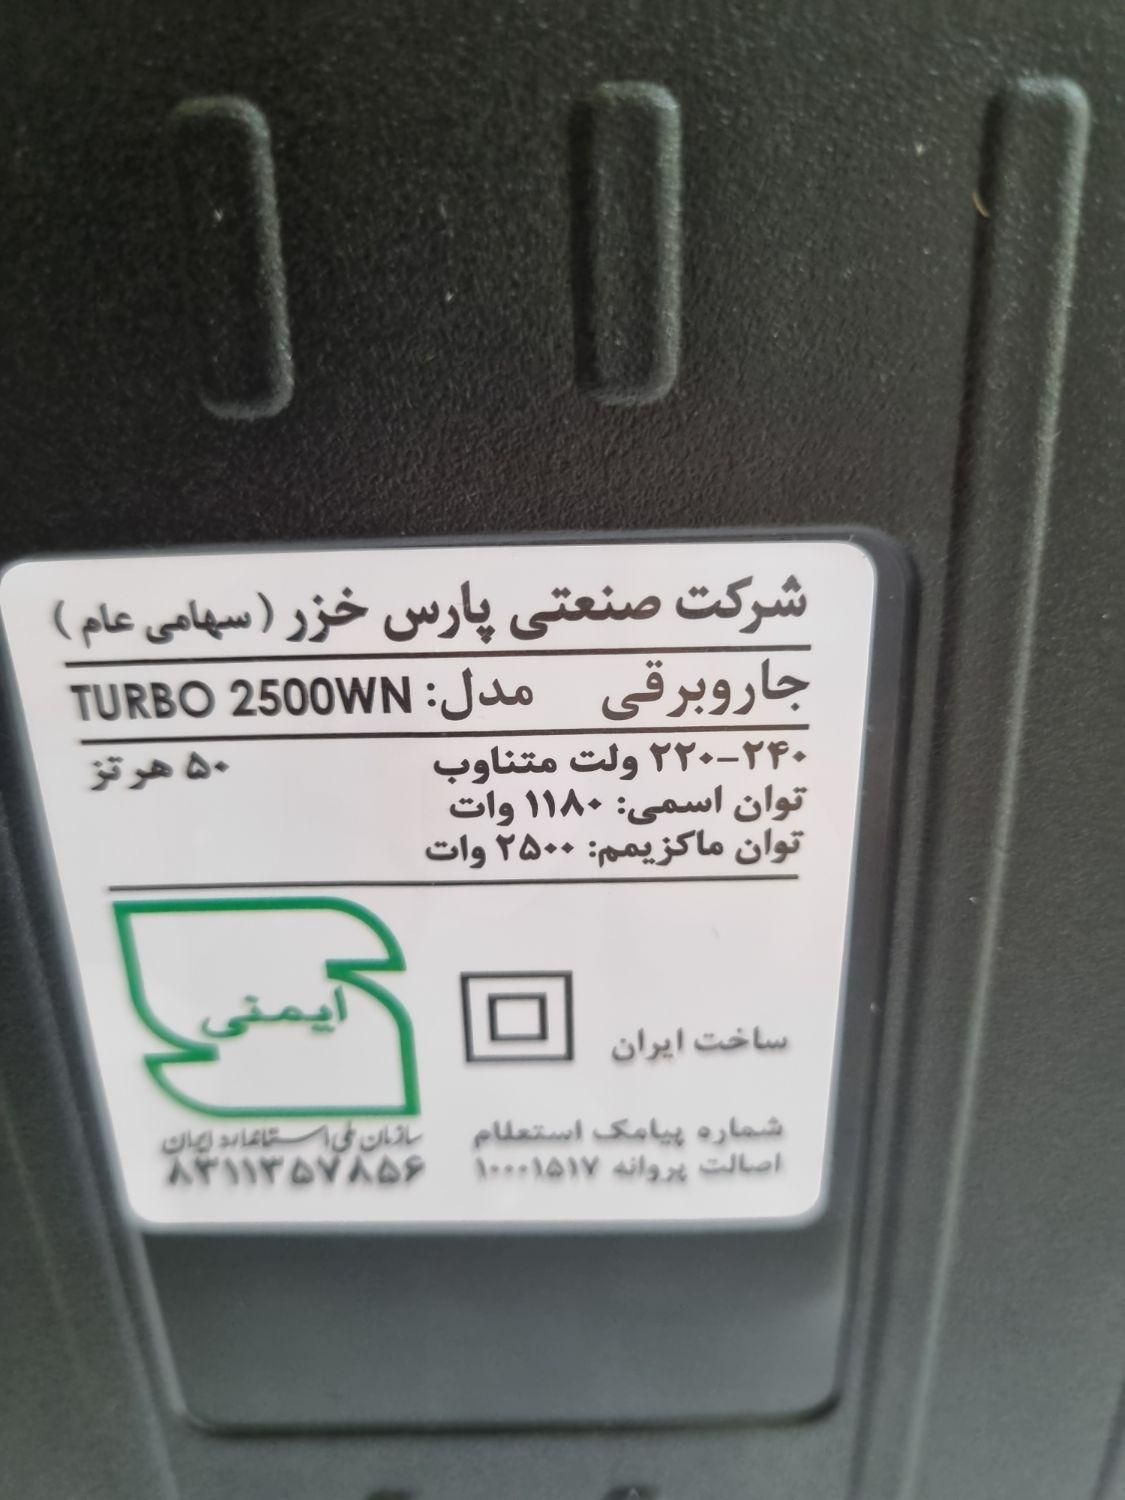 شرکت صنعتی پارس خزر ( سهامی عام )
جاروبرقی مدل: TURBO 2500WN
۲۲۰-۲۴۰ ولت متناوب ۵۰ هرتز
توان اسمی: ۱۱۸۰ وات
توان ماکزیمم: ۲۵۰۰ وات
ایمنی
ساخت ایران
شماره پیامک استعلام
اصالت پروانه ۱۰۰۰۱۵۱۷
سازمان ملی استاندارد ایران
۸۳۱۱۳۵۷۸۵۶